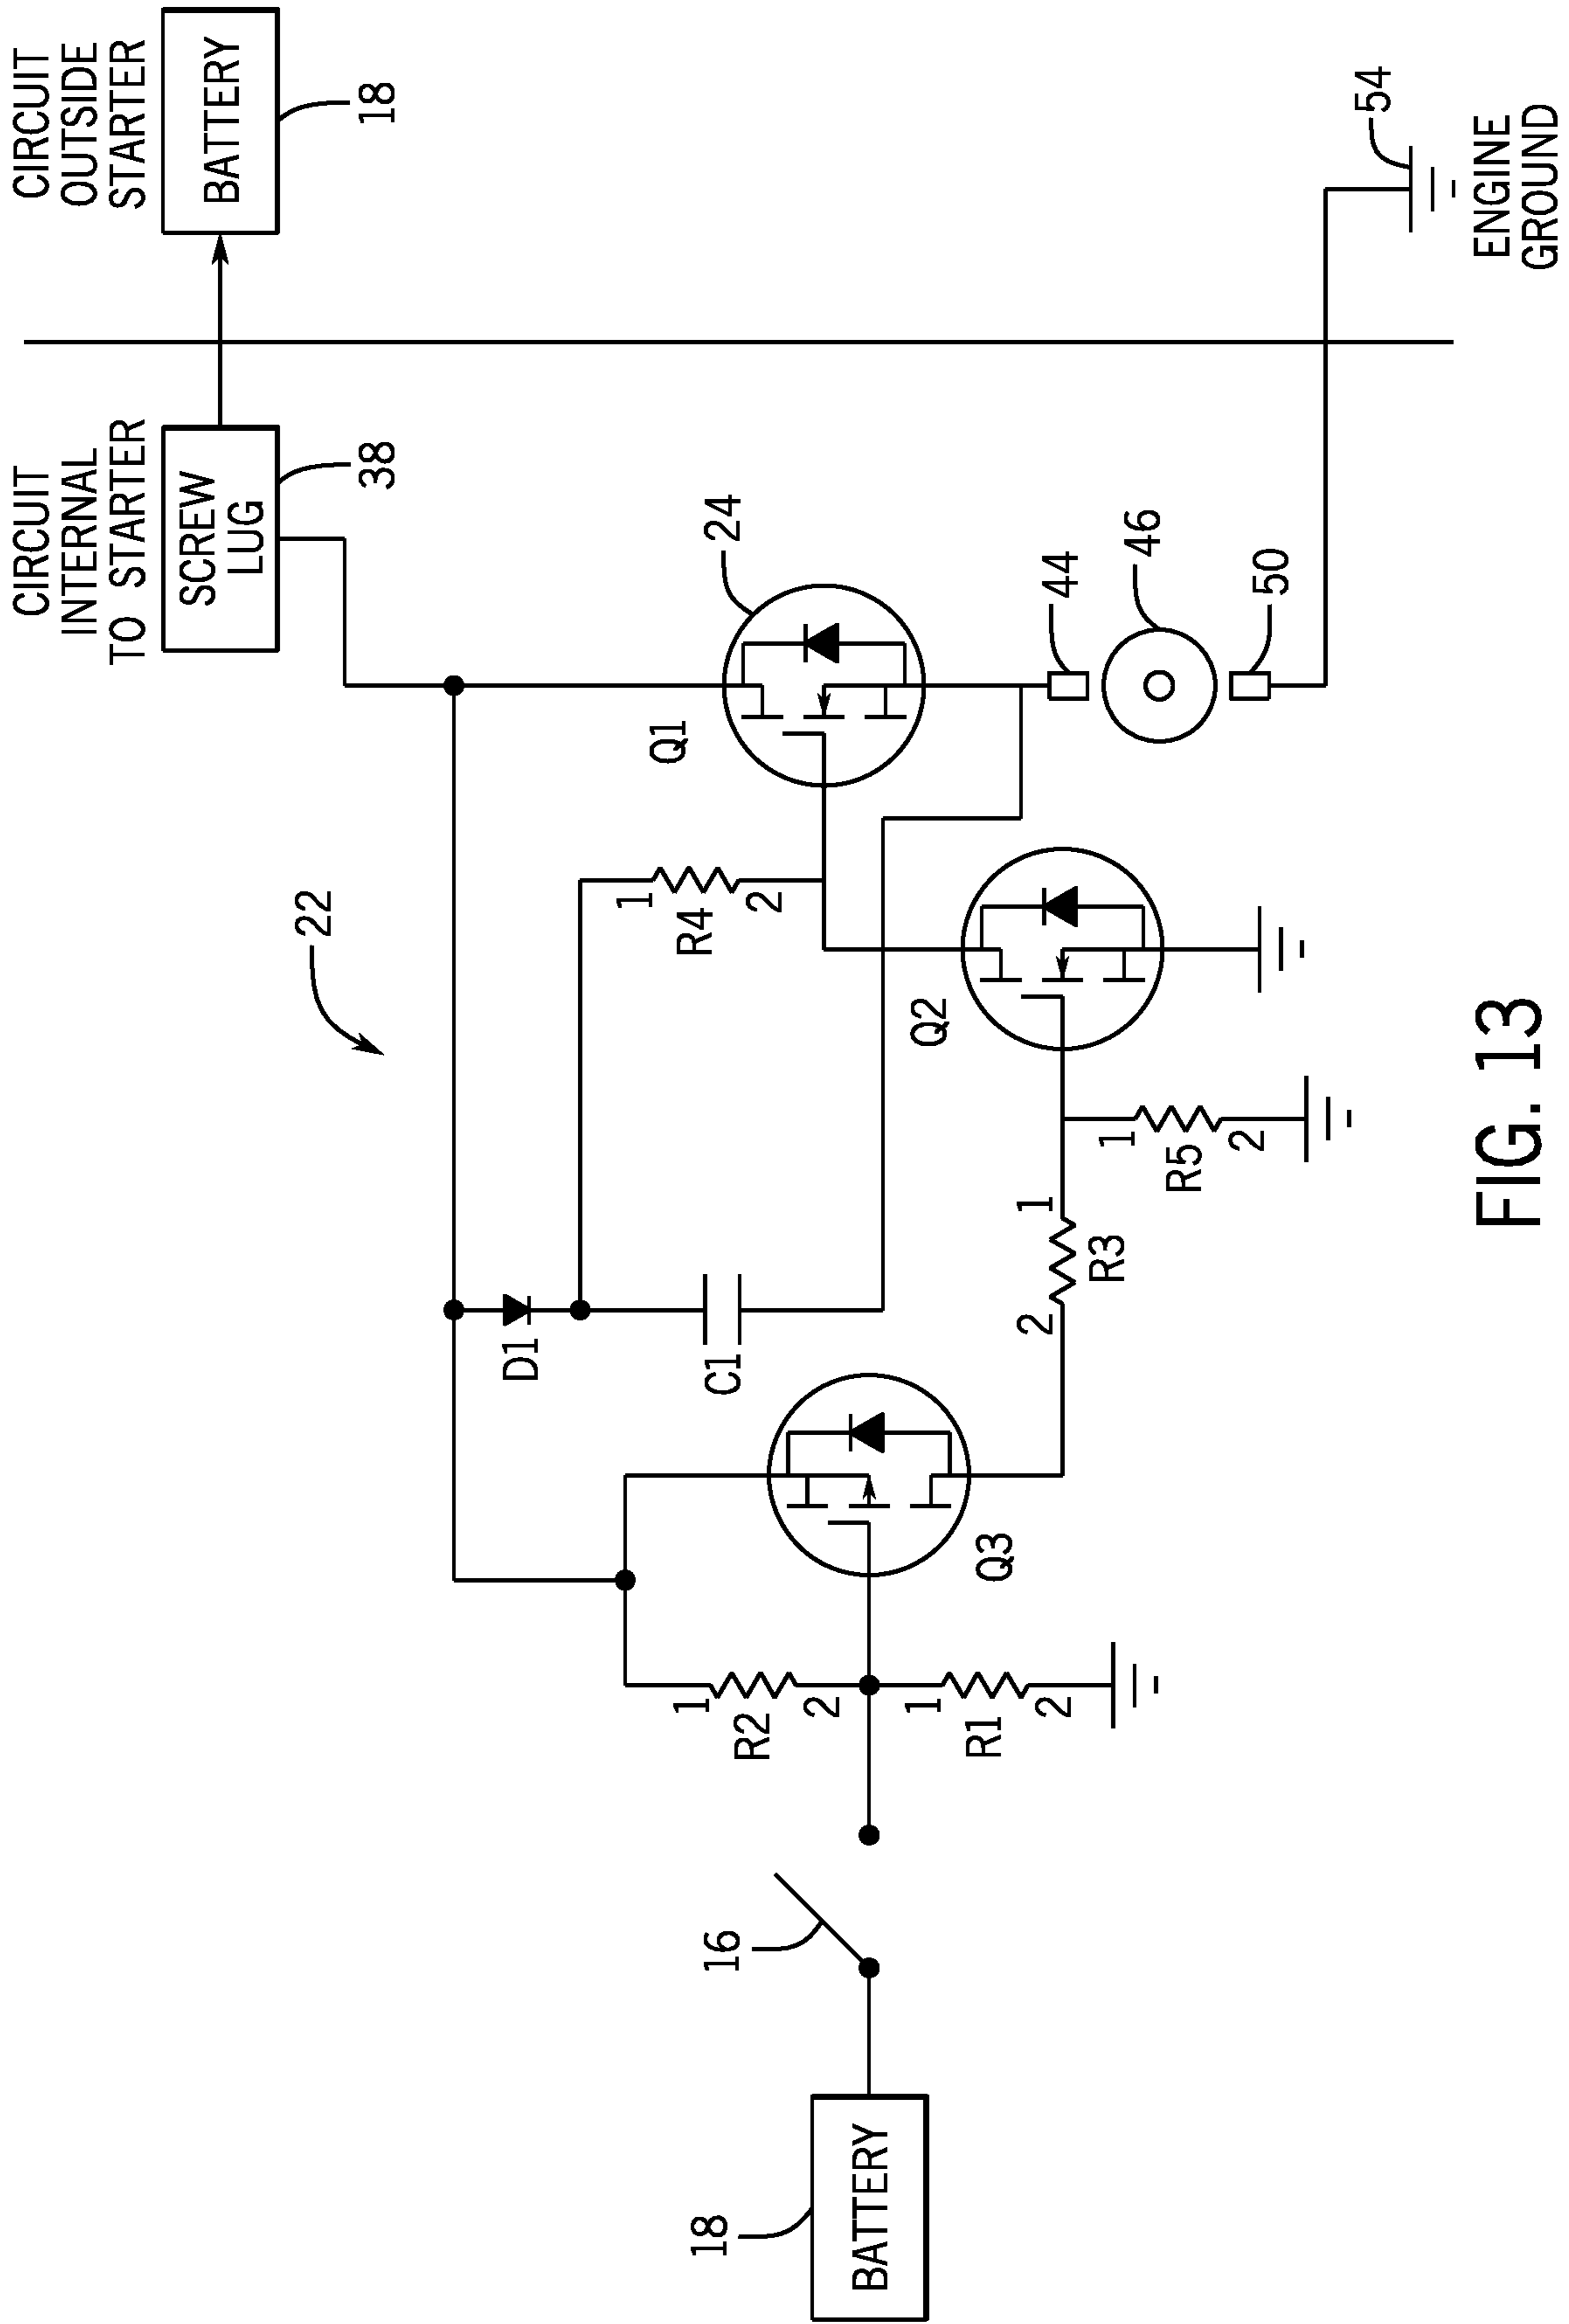 CIRCUIT
INTERNAL
TO STARTER
CIRCUIT
OUTSIDE
STARTER
SCREW
LUG
38
BATTERY
18
22
D1
C1
R4
1
2
Q1
24
18
BATTERY
16
R2
1
2
R1
1
2
Q3
2
1
R3
Q2
1
2
R5
44
46
50
54
ENGINE
GROUND
FIG. 13